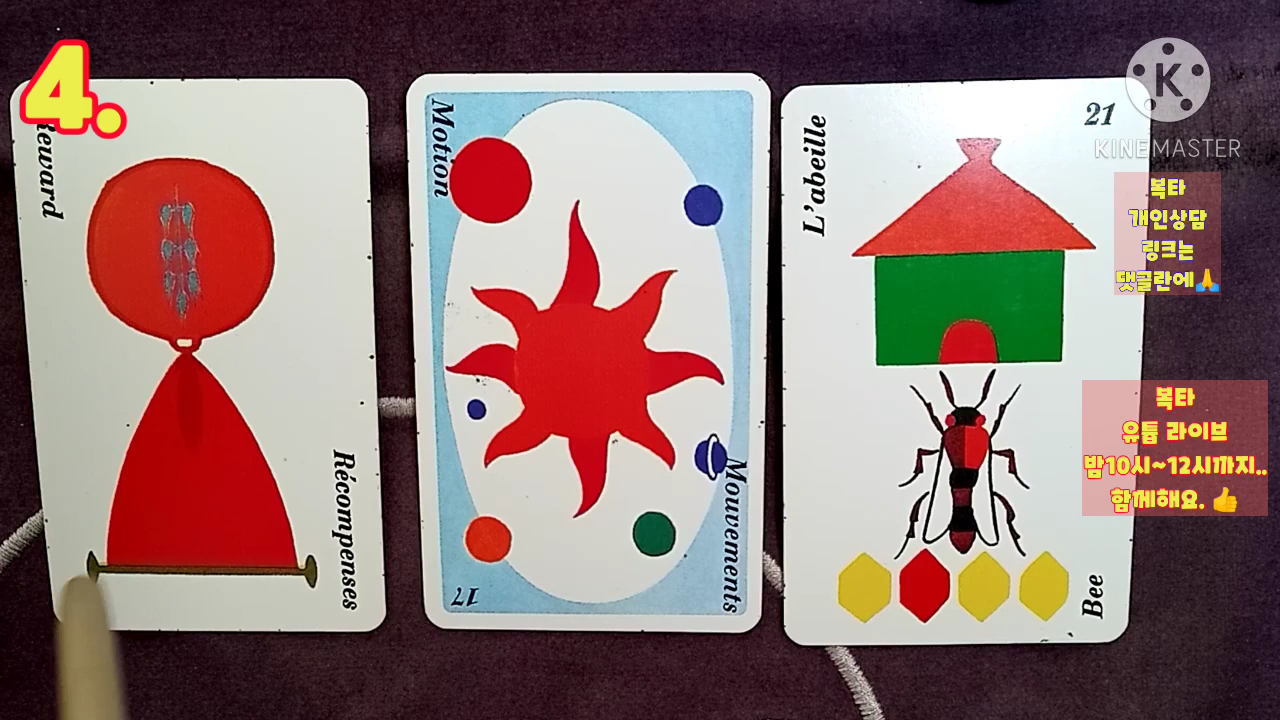 4.
Reward
Récompenses
Motion
Mouvements
17
L'abeille
21
Bee
K
KINEMASTER
복타
개인상담
링크는
댓글란에🙏
복타
유튭 라이브
밤10시~12시까지..
함께해요. 👍